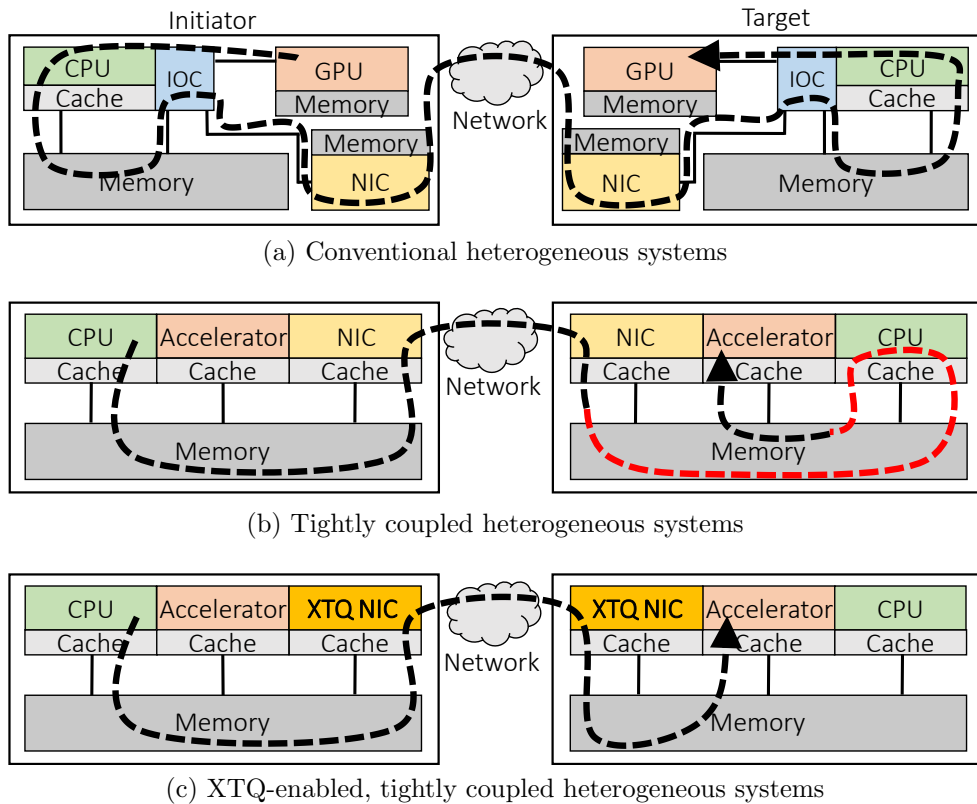 Initiator
Target
CPU
IOC
GPU
Cache
Memory
Memory
NIC
Memory
Network
GPU
IOC
CPU
Memory
Cache
Memory
NIC
Memory
(a) Conventional heterogeneous systems
CPU Accelerator NIC
Cache Cache Cache
Memory
Network
NIC Accelerator CPU
Cache Cache Cache
Memory
(b) Tightly coupled heterogeneous systems
CPU Accelerator XTQ NIC
Cache Cache Cache
Memory
Network
XTQ NIC Accelerator CPU
Cache Cache Cache
Memory
(c) XTQ-enabled, tightly coupled heterogeneous systems